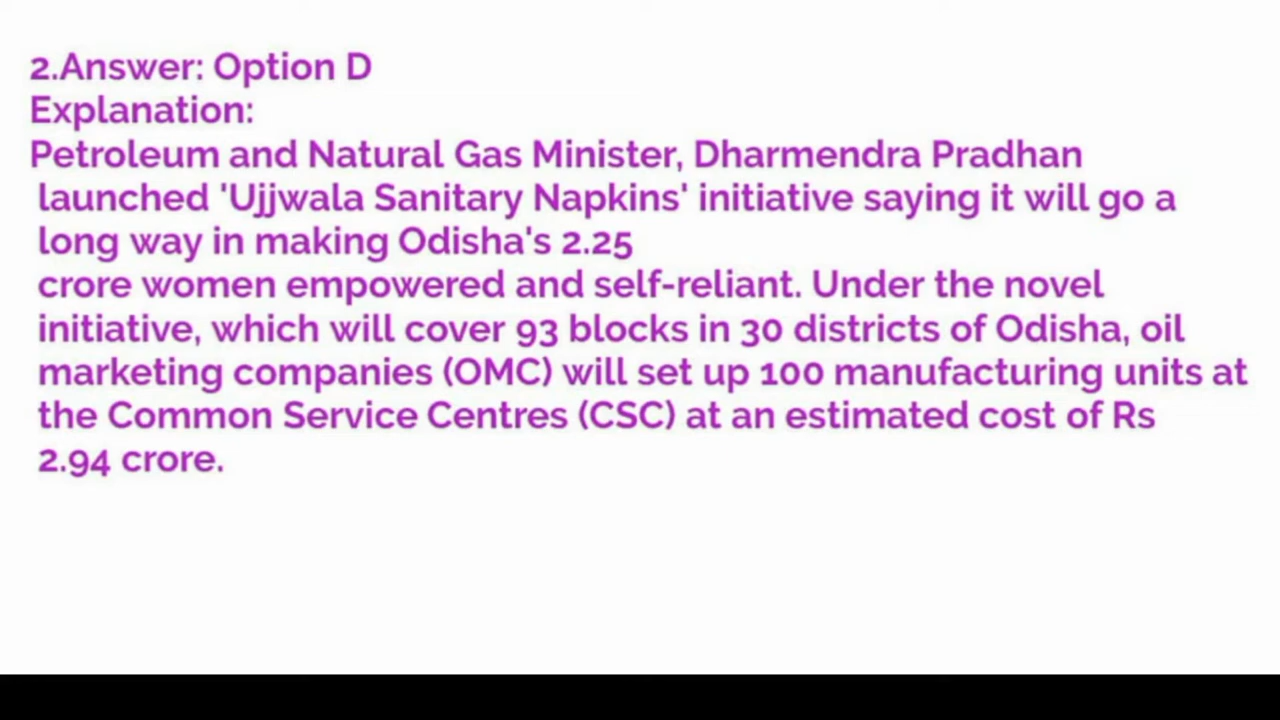 2.Answer: Option D
Explanation:
Petroleum and Natural Gas Minister, Dharmendra Pradhan
launched 'Ujjwala Sanitary Napkins' initiative saying it will go a
long way in making Odisha's 2.25
crore women empowered and self-reliant. Under the novel
initiative, which will cover 93 blocks in 30 districts of Odisha, oil
marketing companies (OMC) will set up 100 manufacturing units at
the Common Service Centres (CSC) at an estimated cost of Rs
2.94 crore.